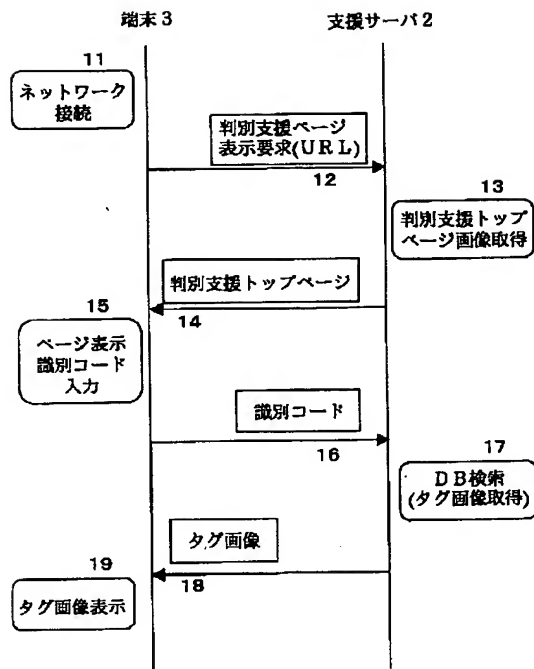 端末3
支援サーバ2
11
ネットワーク
接続
判別支援ページ
表示要求(URL)
12
13
判別支援トップ
ページ画像取得
判別支援トップページ
14
15
ページ表示
識別コード
入力
識別コード
16
17
DB検索
(タグ画像取得)
タグ画像
18
19
タグ画像表示